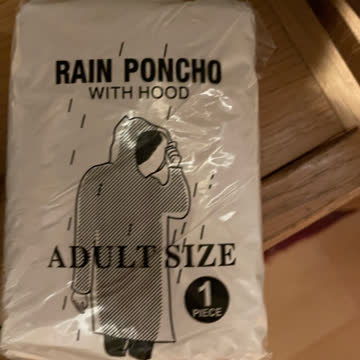 RAIN PONCHO
WITH HOOD
ADULT SIZE
1
PIECE